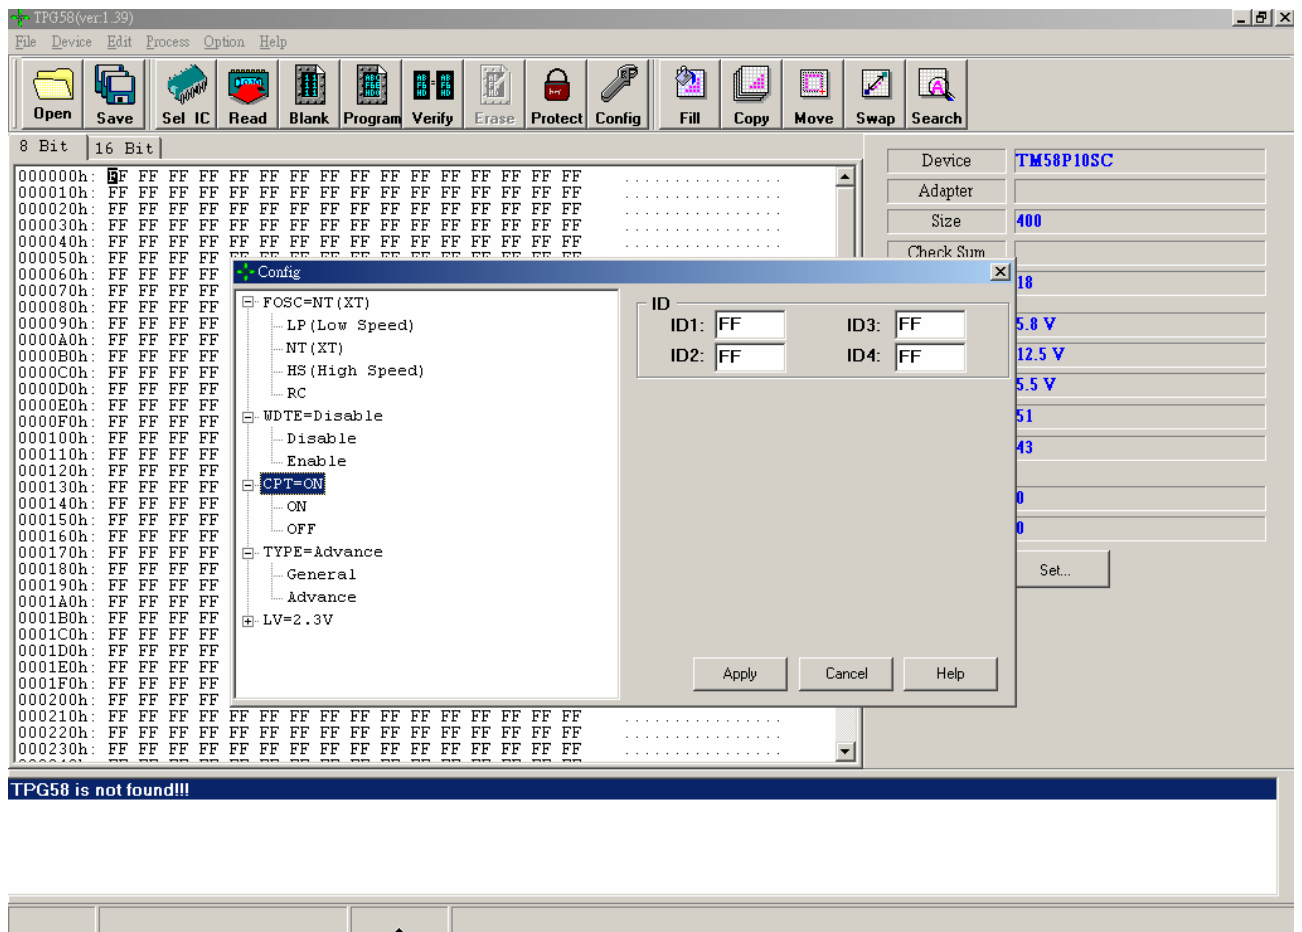 TPG58(ver:1.39)
File Device Edit Process Option Help
Open Save Sel IC Read Blank Program Verify Erase Protect Config Fill Copy Move Swap Search
8 Bit 16 Bit
000000h: FF FF FF FF FF FF FF FF FF FF FF FF FF FF FF FF ................
000010h: FF FF FF FF FF FF FF FF FF FF FF FF FF FF FF FF ................
000020h: FF FF FF FF FF FF FF FF FF FF FF FF FF FF FF FF ................
000030h: FF FF FF FF FF FF FF FF FF FF FF FF FF FF FF FF ................
000040h: FF FF FF FF FF FF FF FF FF FF FF FF FF FF FF FF ................
000050h: FF FF FF FF FF FF FF FF FF FF FF FF FF FF FF FF
000060h: FF FF FF FF
000070h: FF FF FF FF
000080h: FF FF FF FF
000090h: FF FF FF FF
0000A0h: FF FF FF FF
0000B0h: FF FF FF FF
0000C0h: FF FF FF FF
0000D0h: FF FF FF FF
0000E0h: FF FF FF FF
0000F0h: FF FF FF FF
000100h: FF FF FF FF
000110h: FF FF FF FF
000120h: FF FF FF FF
000130h: FF FF FF FF
000140h: FF FF FF FF
000150h: FF FF FF FF
000160h: FF FF FF FF
000170h: FF FF FF FF
000180h: FF FF FF FF
000190h: FF FF FF FF
0001A0h: FF FF FF FF
0001B0h: FF FF FF FF
0001C0h: FF FF FF FF
0001D0h: FF FF FF FF
0001E0h: FF FF FF FF
0001F0h: FF FF FF FF
000200h: FF FF FF FF
000210h: FF FF FF FF FF FF FF FF FF FF FF FF FF FF FF FF ................
000220h: FF FF FF FF FF FF FF FF FF FF FF FF FF FF FF FF ................
000230h: FF FF FF FF FF FF FF FF FF FF FF FF FF FF FF FF ................
Config
FOSC=NT(XT)
LP(Low Speed)
NT(XT)
HS(High Speed)
RC
WDTE=Disable
Disable
Enable
CPT=ON
ON
OFF
TYPE=Advance
General
Advance
LV=2.3V
ID
ID1: FF ID3: FF
ID2: FF ID4: FF
Apply Cancel Help
Device TM58P10SC
Adapter
Size 400
Check Sum
18
5.8 V
12.5 V
5.5 V
51
43
0
0
Set...
TPG58 is not found!!!